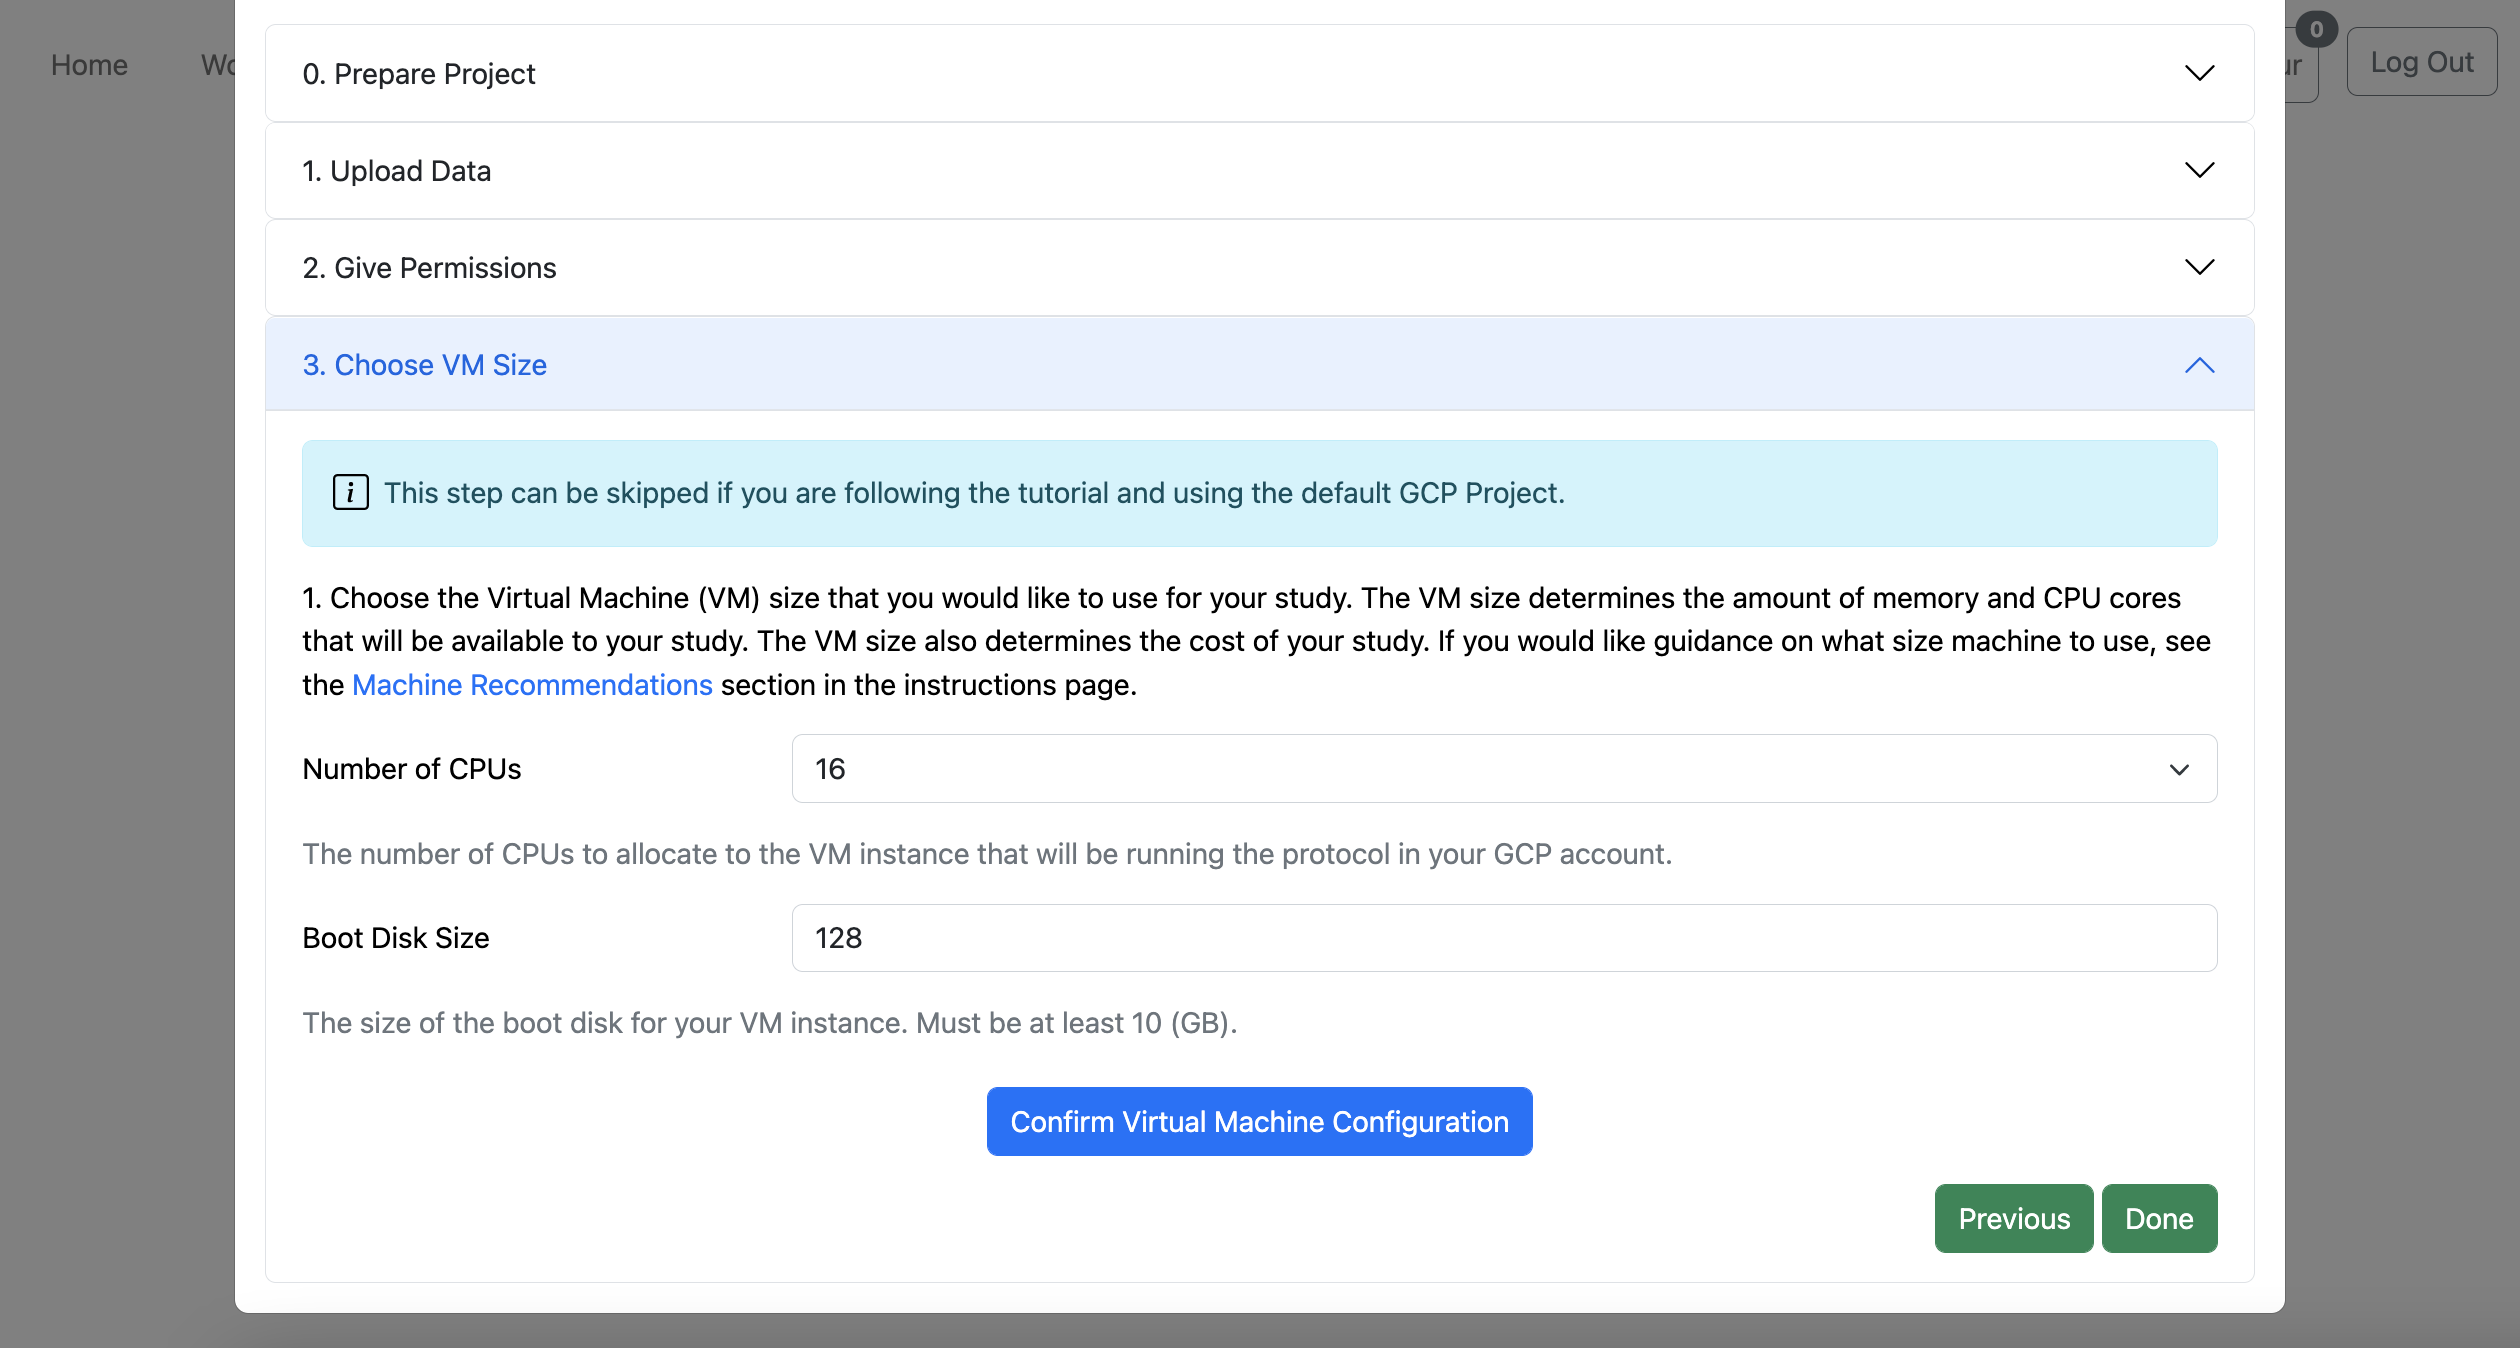 Home
0
Log Out
0. Prepare Project
1. Upload Data
2. Give Permissions
3. Choose VM Size
i This step can be skipped if you are following the tutorial and using the default GCP Project.
1. Choose the Virtual Machine (VM) size that you would like to use for your study. The VM size determines the amount of memory and CPU cores
that will be available to your study. The VM size also determines the cost of your study. If you would like guidance on what size machine to use, see
the Machine Recommendations section in the instructions page.
Number of CPUs
16
The number of CPUs to allocate to the VM instance that will be running the protocol in your GCP account.
Boot Disk Size
128
The size of the boot disk for your VM instance. Must be at least 10 (GB).
Confirm Virtual Machine Configuration
Previous
Done